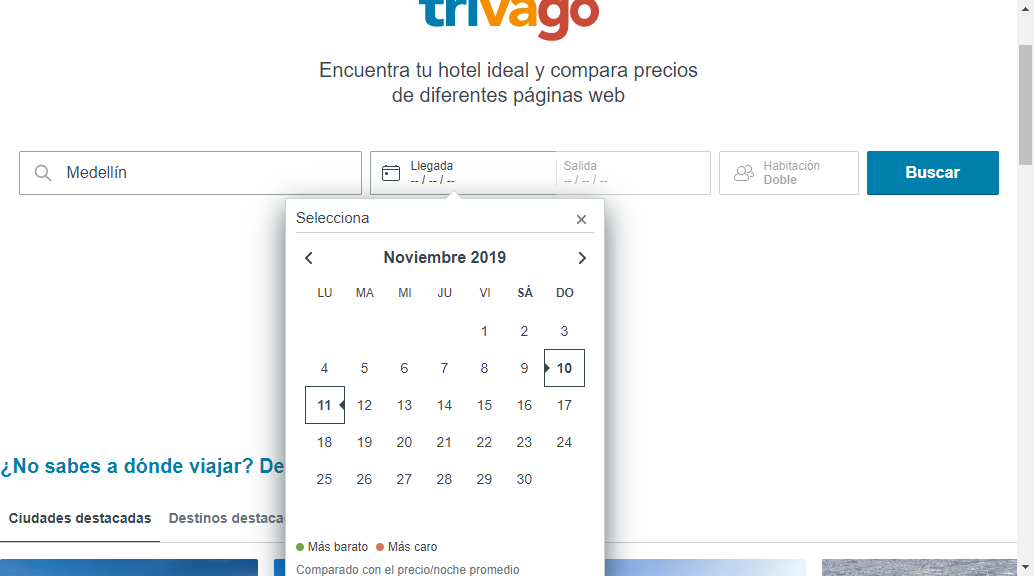 trivago
Encuentra tu hotel ideal y compara precios
de diferentes páginas web
Medellín
Llegada
-- / -- / --
Salida
-- / -- / --
Habitación
Doble
Buscar
Selecciona
Noviembre 2019
LU MA MI JU VI SÁ DO
1 2 3
4 5 6 7 8 9 10
11 12 13 14 15 16 17
18 19 20 21 22 23 24
25 26 27 28 29 30
¿No sabes a dónde viajar? De
Ciudades destacadas Destinos destaca
Más barato Más caro
Comparado con el precio/noche promedio